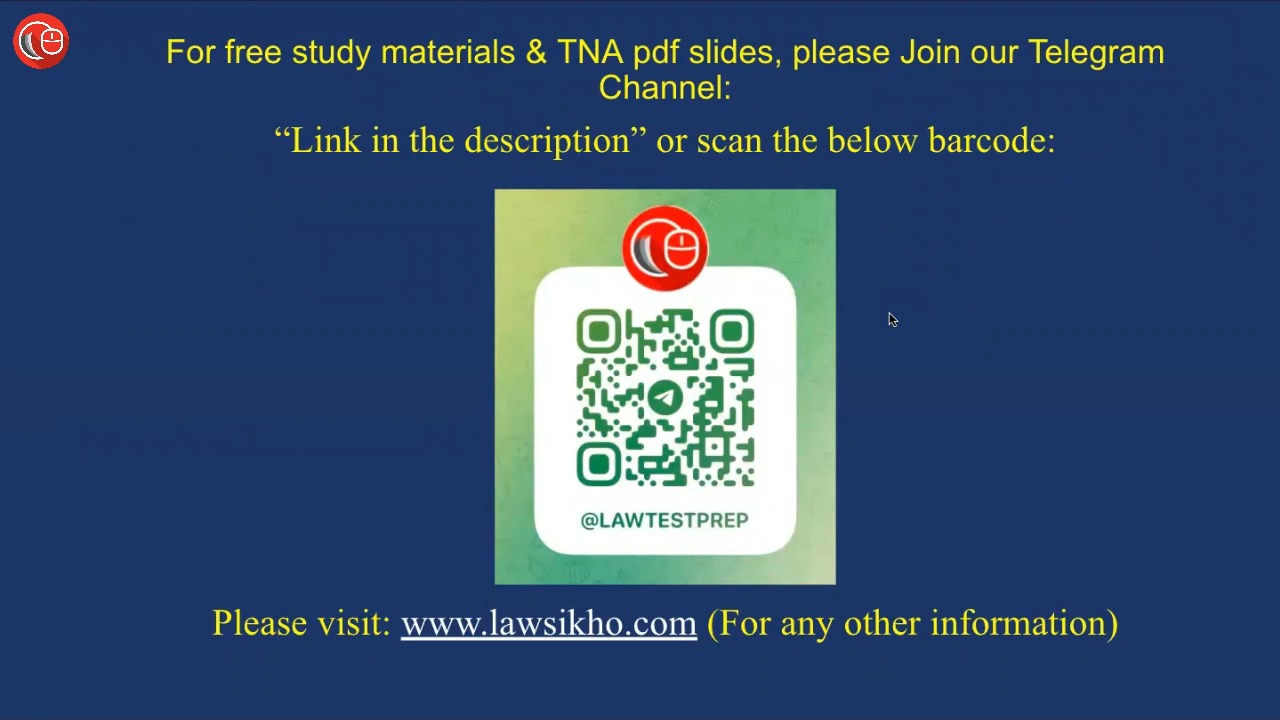 For free study materials & TNA pdf slides, please Join our Telegram
Channel:
“Link in the description” or scan the below barcode:
@LAWTESTPREP
Please visit: www.lawsikho.com (For any other information)